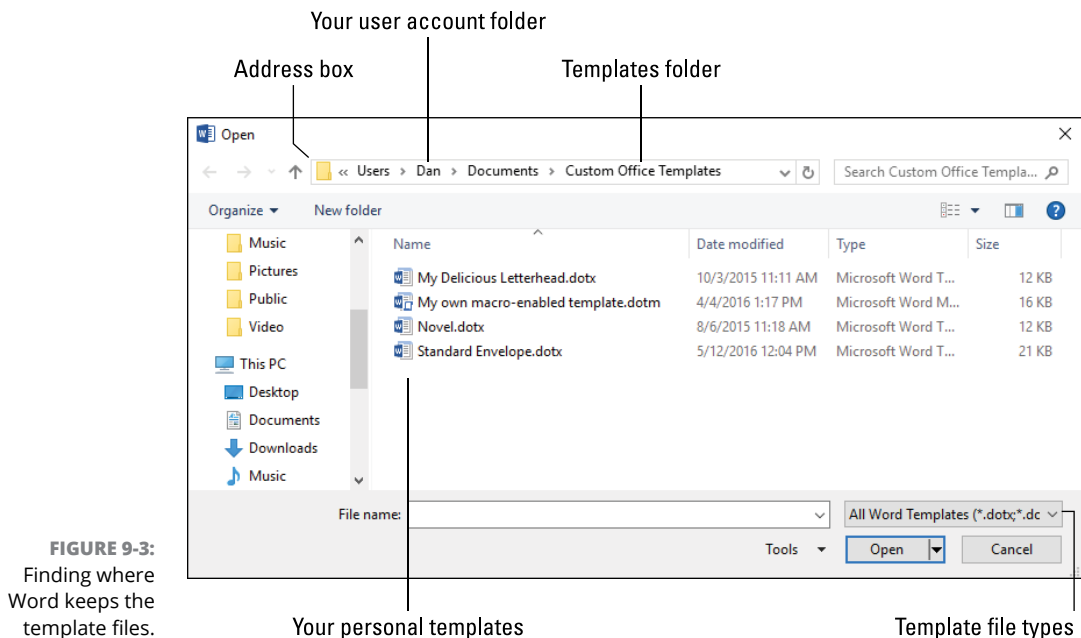 Your user account folder
Address box
Templates folder
Open
« Users > Dan > Documents > Custom Office Templates
Search Custom Office Templa...
Organize
New folder
Name
Date modified
Type
Size
Music
Pictures
Public
Video
This PC
Desktop
Documents
Downloads
Music
My Delicious Letterhead.dotx 10/3/2015 11:11 AM Microsoft Word T... 12 KB
My own macro-enabled template.dotm 4/4/2016 1:17 PM Microsoft Word M... 16 KB
Novel.dotx 8/6/2015 11:18 AM Microsoft Word T... 12 KB
Standard Envelope.dotx 5/12/2016 12:04 PM Microsoft Word T... 21 KB
File name:
All Word Templates (*.dotx;*.dc
Tools
Open
Cancel
FIGURE 9-3:
Finding where
Word keeps the
template files.
Your personal templates
Template file types